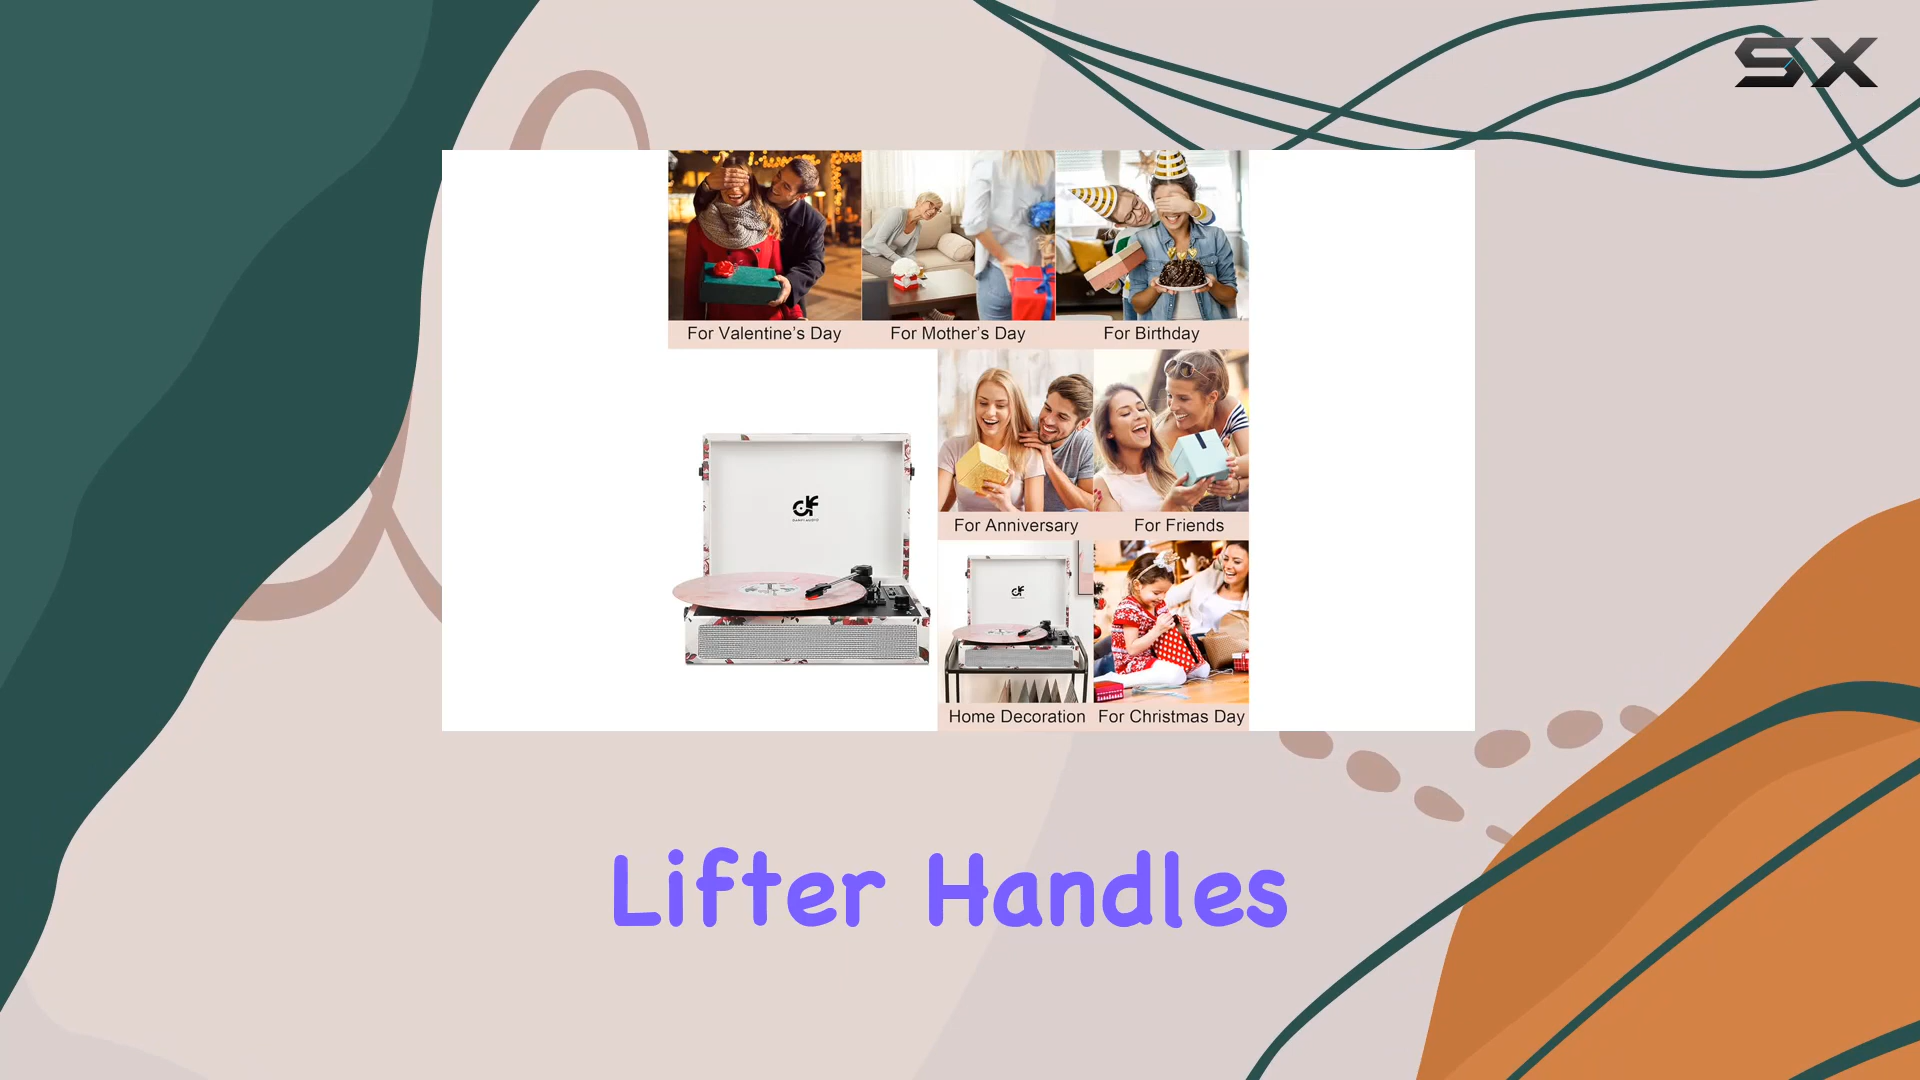 SX
For Valentine's Day
For Mother's Day
For Birthday
For Anniversary
For Friends
Home Decoration
For Christmas Day
Lifter Handles